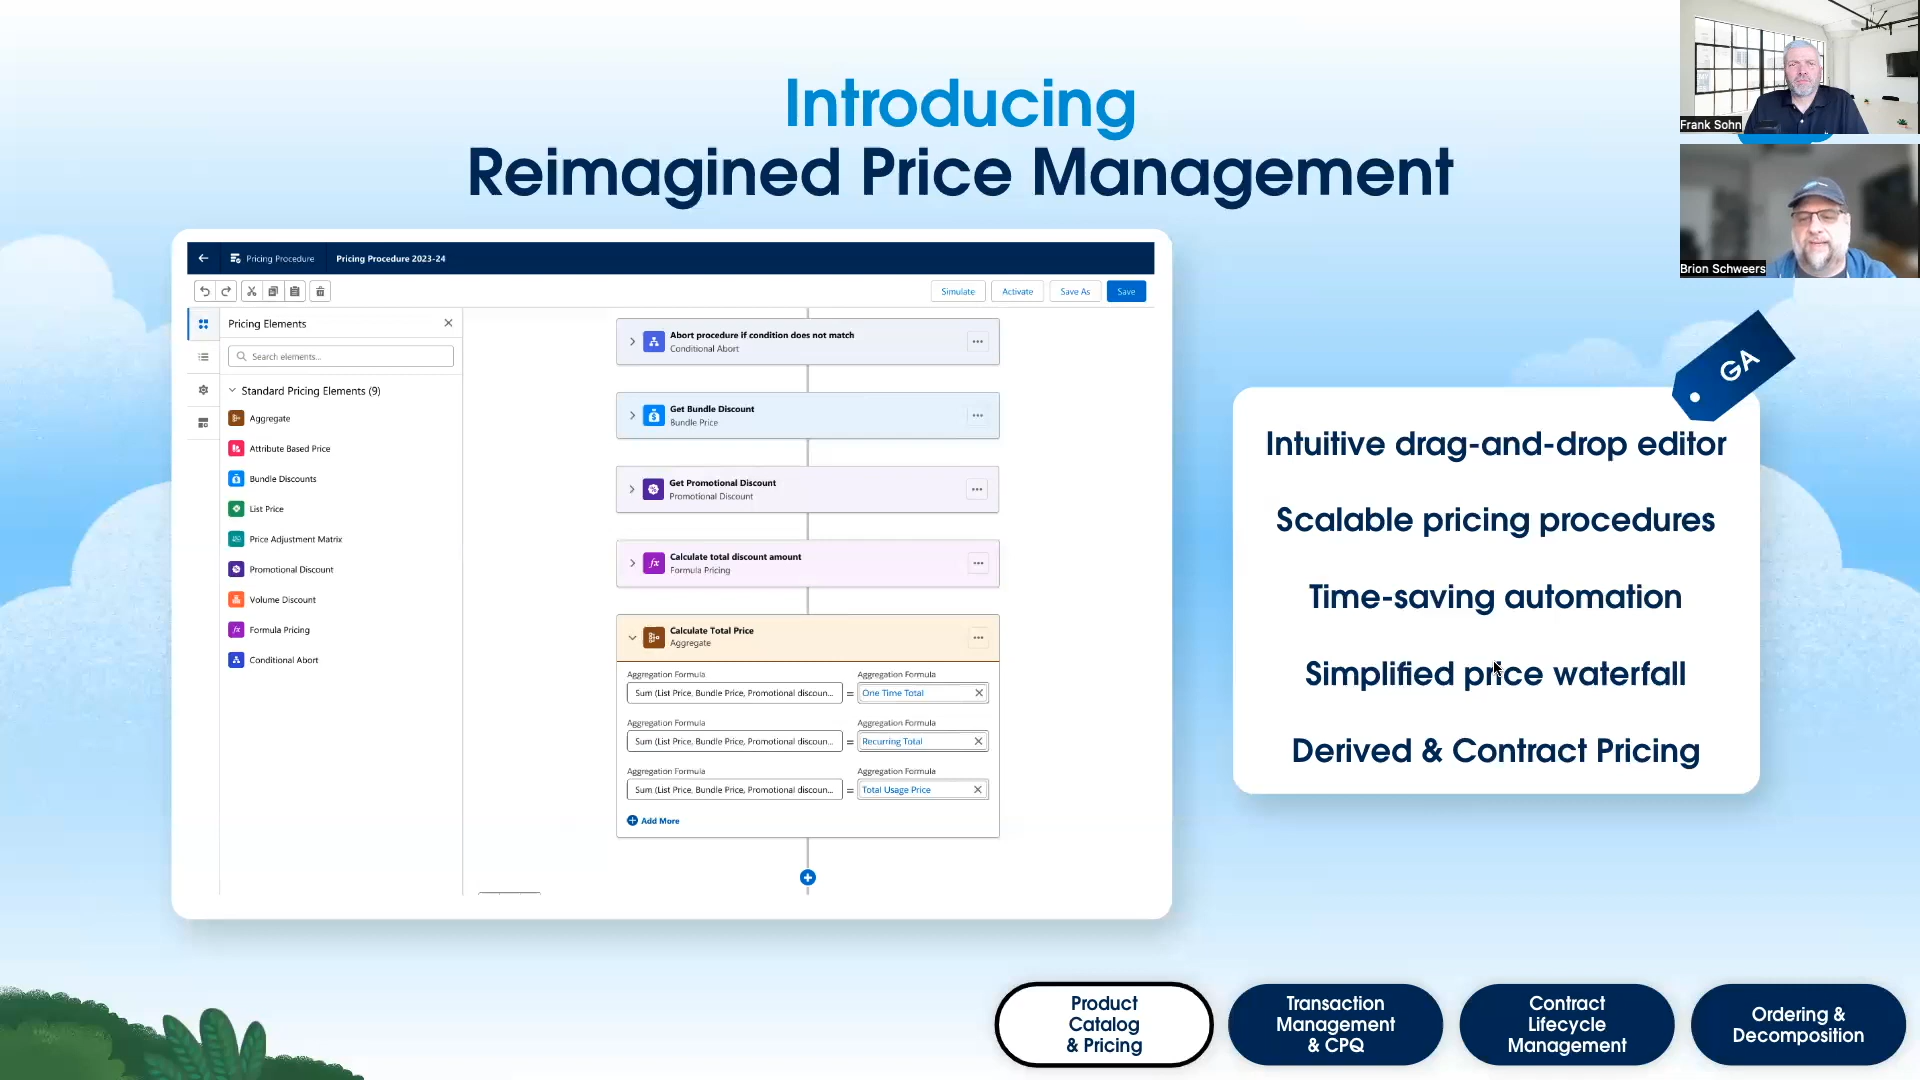 Introducing
Reimagined Price Management
Frank Sohn
Brion Schweers
Pricing Procedure
Pricing Procedure 2023-24
Simulate
Activate
Save As
Save
Pricing Elements
Search elements...
Standard Pricing Elements (9)
Aggregate
Attribute Based Price
Bundle Discounts
List Price
Price Adjustment Matrix
Promotional Discount
Volume Discount
fx Formula Pricing
Conditional Abort
Abort procedure if condition does not match
Conditional Abort
Get Bundle Discount
Bundle Price
Get Promotional Discount
Promotional Discount
fx Calculate total discount amount
Formula Pricing
Calculate Total Price
Aggregate
Aggregation Formula Aggregation Formula
Sum (List Price, Bundle Price, Promotional discoun... = One Time Total
Aggregation Formula Aggregation Formula
Sum (List Price, Bundle Price, Promotional discoun... = Recurring Total
Aggregation Formula Aggregation Formula
Sum (List Price, Bundle Price, Promotional discoun... = Total Usage Price
Add More
GA
Intuitive drag-and-drop editor
Scalable pricing procedures
Time-saving automation
Simplified price waterfall
Derived & Contract Pricing
Product
Catalog
& Pricing
Transaction
Management
& CPQ
Contract
Lifecycle
Management
Ordering &
Decomposition